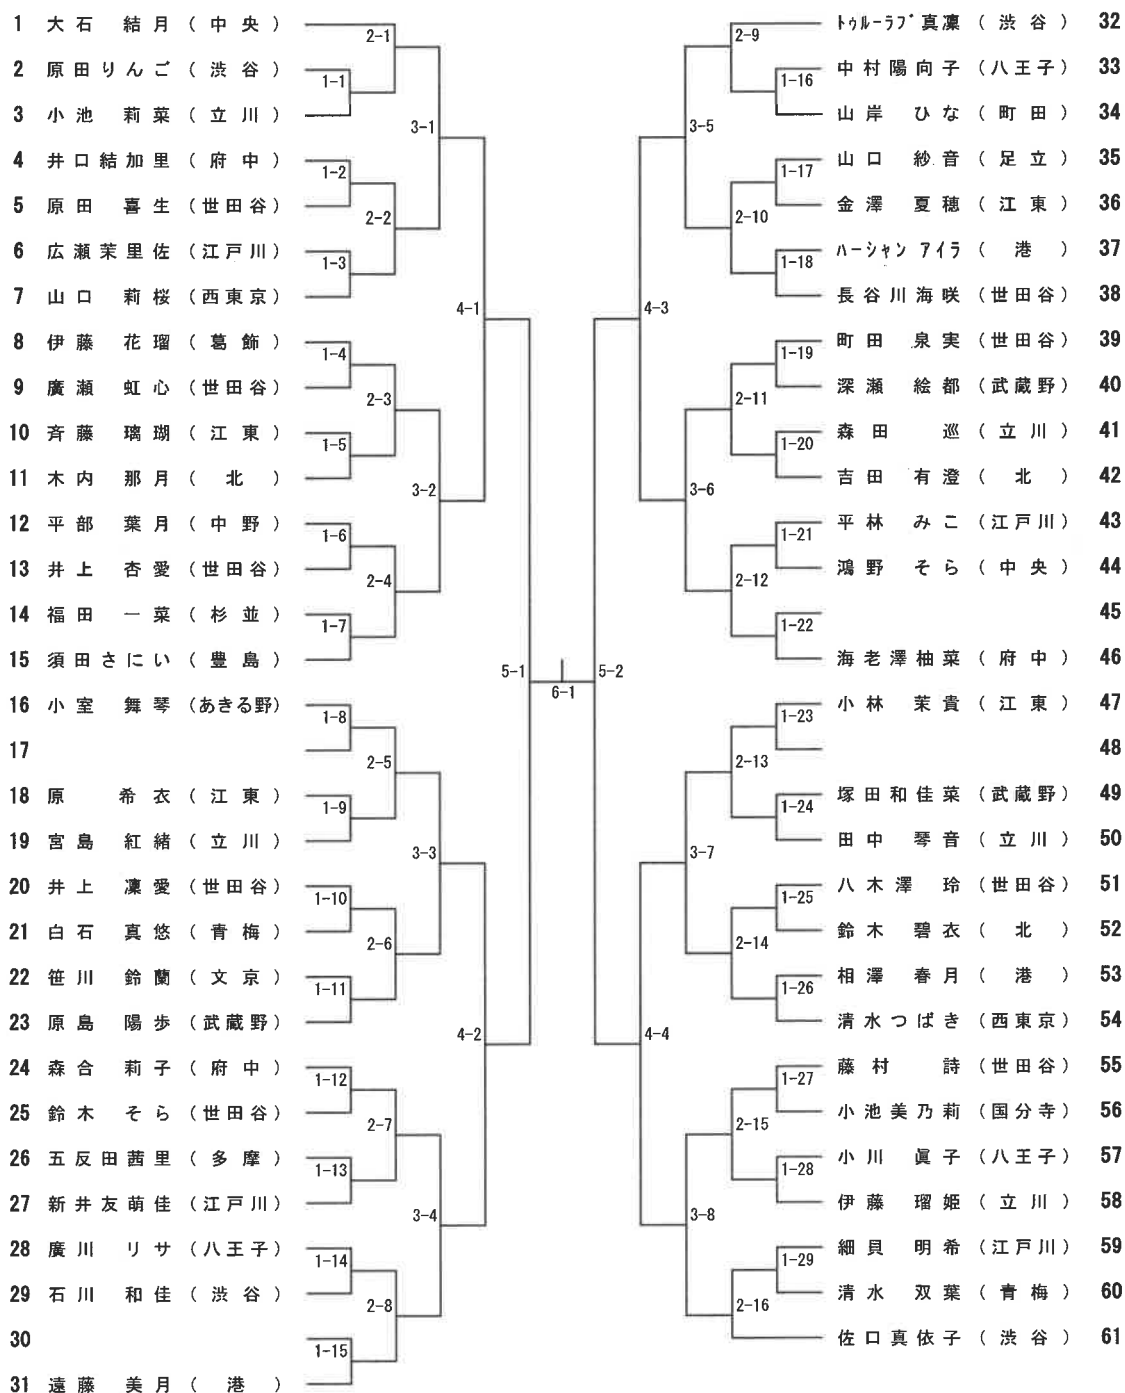 1 大石 結月 (中央)
2 原田りんご (渋谷)
3 小池 莉菜 (立川)
4 井口結加里 (府中)
5 原田 喜生 (世田谷)
6 広瀬茉里佐 (江戸川)
7 山口 莉桜 (西東京)
8 伊藤 花瑠 (葛飾)
9 廣瀬 虹心 (世田谷)
10 斉藤 璃瑚 (江東)
11 木内 那月 (北)
12 平部 葉月 (中野)
13 井上 杏愛 (世田谷)
14 福田 一菜 (杉並)
15 須田さにい (豊島)
16 小室 舞琴 (あきる野)
17
18 原 希衣 (江東)
19 宮島 紅緒 (立川)
20 井上 凜愛 (世田谷)
21 白石 真悠 (青梅)
22 笹川 鈴蘭 (文京)
23 原島 陽歩 (武蔵野)
24 森合 莉子 (府中)
25 鈴木 そら (世田谷)
26 五反田茜里 (多摩)
27 新井友萌佳 (江戸川)
28 廣川 リサ (八王子)
29 石川 和佳 (渋谷)
30
31 遠藤 美月 (港)
1-1
1-2
1-3
1-4
1-5
1-6
1-7
1-8
1-9
1-10
1-11
1-12
1-13
1-14
1-15
2-1
2-2
2-3
2-4
2-5
2-6
2-7
2-8
3-1
3-2
3-3
3-4
4-1
4-2
5-1
6-1
5-2
4-3
4-4
3-5
3-6
3-7
3-8
2-9
2-10
2-11
2-12
2-13
2-14
2-15
2-16
1-16
1-17
1-18
1-19
1-20
1-21
1-22
1-23
1-24
1-25
1-26
1-27
1-28
1-29
トゥルーラブ真凜 (渋谷) 32
中村陽向子 (八王子) 33
山岸 ひな (町田) 34
山口 紗音 (足立) 35
金澤 夏穂 (江東) 36
ハーシャン アイラ (港) 37
長谷川海咲 (世田谷) 38
町田 泉実 (世田谷) 39
深瀬 絵都 (武蔵野) 40
森田 巡 (立川) 41
吉田 有澄 (北) 42
平林 みこ (江戸川) 43
鴻野 そら (中央) 44
45
海老澤柚菜 (府中) 46
小林 茉貴 (江東) 47
48
塚田和佳菜 (武蔵野) 49
田中 琴音 (立川) 50
八木澤 玲 (世田谷) 51
鈴木 碧衣 (北) 52
相澤 春月 (港) 53
清水つばき (西東京) 54
藤村 詩 (世田谷) 55
小池美乃莉 (国分寺) 56
小川 眞子 (八王子) 57
伊藤 瑠姫 (立川) 58
細貝 明希 (江戸川) 59
清水 双葉 (青梅) 60
佐口真依子 (渋谷) 61